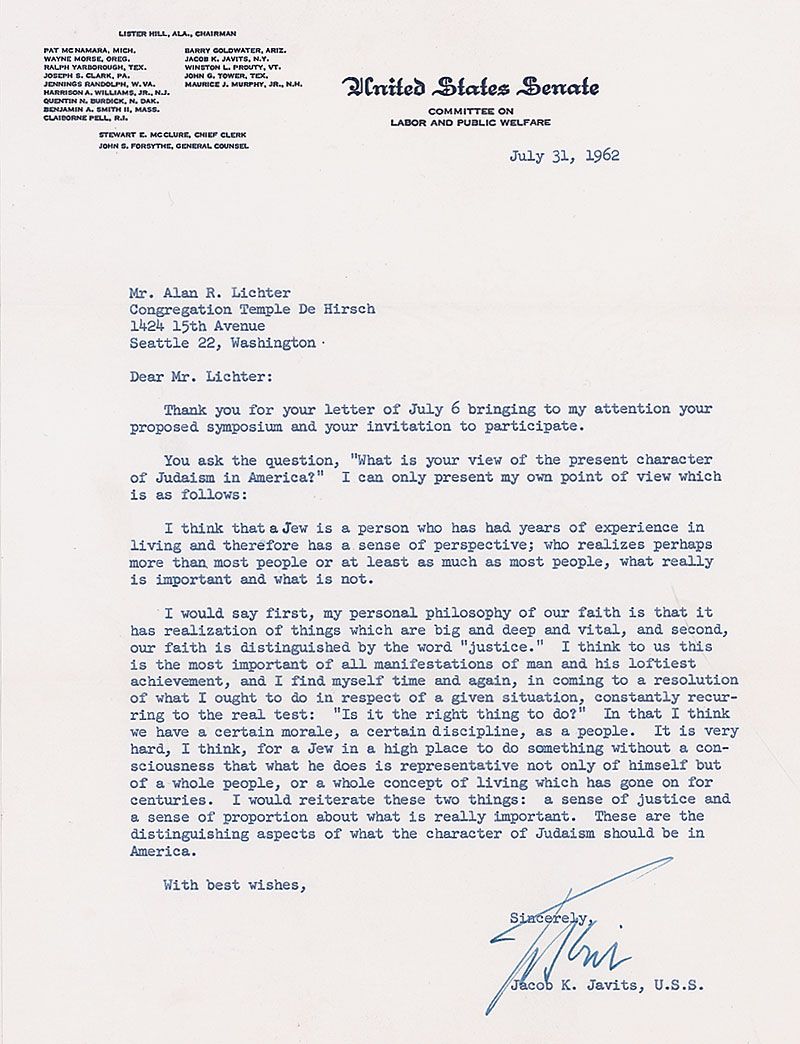 LISTER HILL, ALA., CHAIRMAN
PAT MCNAMARA, MICH.
WAYNE MORSE, OREG.
RALPH YARBOROUGH, TEX.
JOSEPH S. CLARK, PA.
JENNINGS RANDOLPH, W. VA.
HARRISON A. WILLIAMS, JR., N.J.
QUENTIN N. BURDICK, N. DAK.
BENJAMIN A. SMITH II, MASS.
CLAIBORNE PELL, R.I.
BARRY GOLDWATER, ARIZ.
JACOB K. JAVITS, N.Y.
WINSTON L. PROUTY, VT.
JOHN G. TOWER, TEX.
MAURICE J. MURPHY, JR., N.H.
STEWART E. MCCLURE, CHIEF CLERK
JOHN S. FORSYTHE, GENERAL COUNSEL
United States Senate
COMMITTEE ON
LABOR AND PUBLIC WELFARE
July 31, 1962
Mr. Alan R. Lichter
Congregation Temple De Hirsch
1424 15th Avenue
Seattle 22, Washington
Dear Mr. Lichter:
Thank you for your letter of July 6 bringing to my attention your
proposed symposium and your invitation to participate.
You ask the question, "What is your view of the present character
of Judaism in America?" I can only present my own point of view which
is as follows:
I think that a Jew is a person who has had years of experience in
living and therefore has a sense of perspective; who realizes perhaps
more than most people or at least as much as most people, what really
is important and what is not.
I would say first, my personal philosophy of our faith is that it
has realization of things which are big and deep and vital, and second,
our faith is distinguished by the word "justice." I think to us this
is the most important of all manifestations of man and his loftiest
achievement, and I find myself time and again, in coming to a resolution
of what I ought to do in respect of a given situation, constantly recur-
ring to the real test: "Is it the right thing to do?" In that I think
we have a certain morale, a certain discipline, as a people. It is very
hard, I think, for a Jew in a high place to do something without a con-
sciousness that what he does is representative not only of himself but
of a whole people, or a whole concept of living which has gone on for
centuries. I would reiterate these two things: a sense of justice and
a sense of proportion about what is really important. These are the
distinguishing aspects of what the character of Judaism should be in
America.
With best wishes,
Sincerely,
Jacob K. Javits, U.S.S.